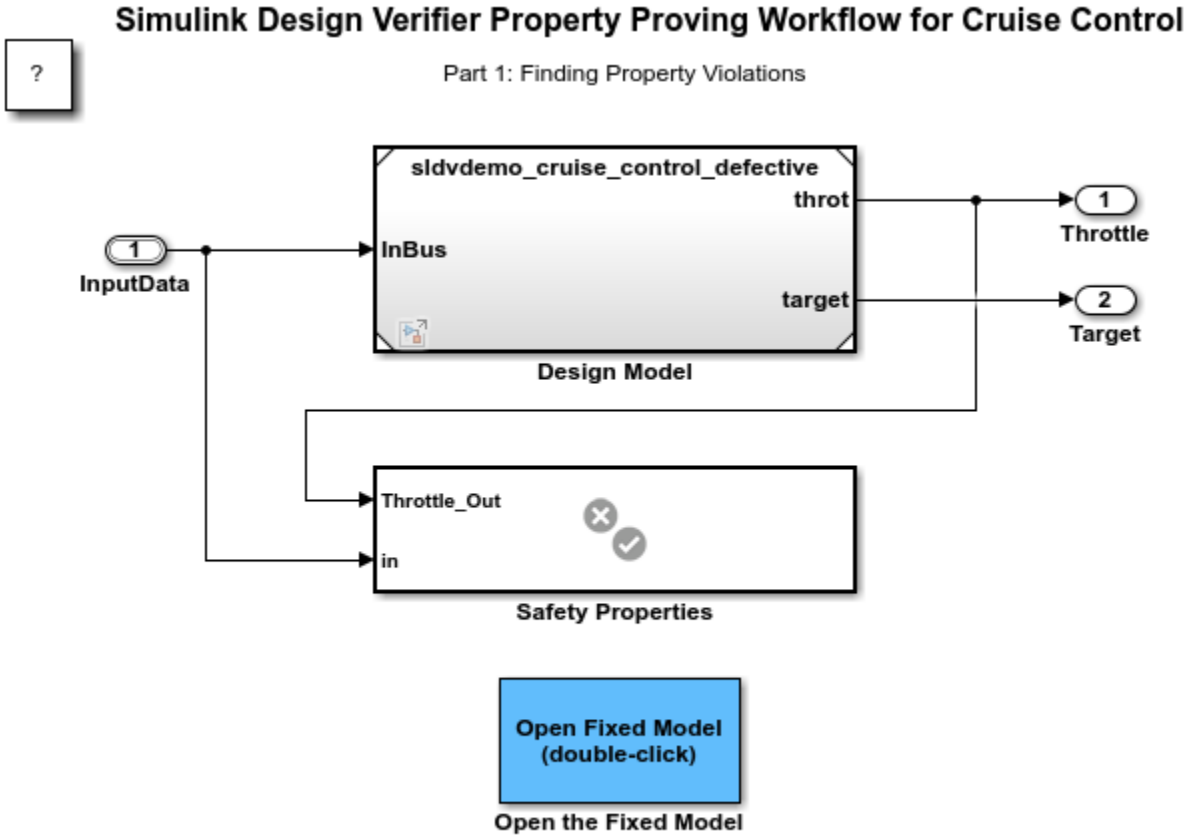 Simulink Design Verifier Property Proving Workflow for Cruise Control
?
Part 1: Finding Property Violations
sldvdemo_cruise_control_defective
throt
1
Throttle
1
InBus
InputData
target
2
Target
Design Model
Throttle_Out
in
Safety Properties
Open Fixed Model
(double-click)
Open the Fixed Model